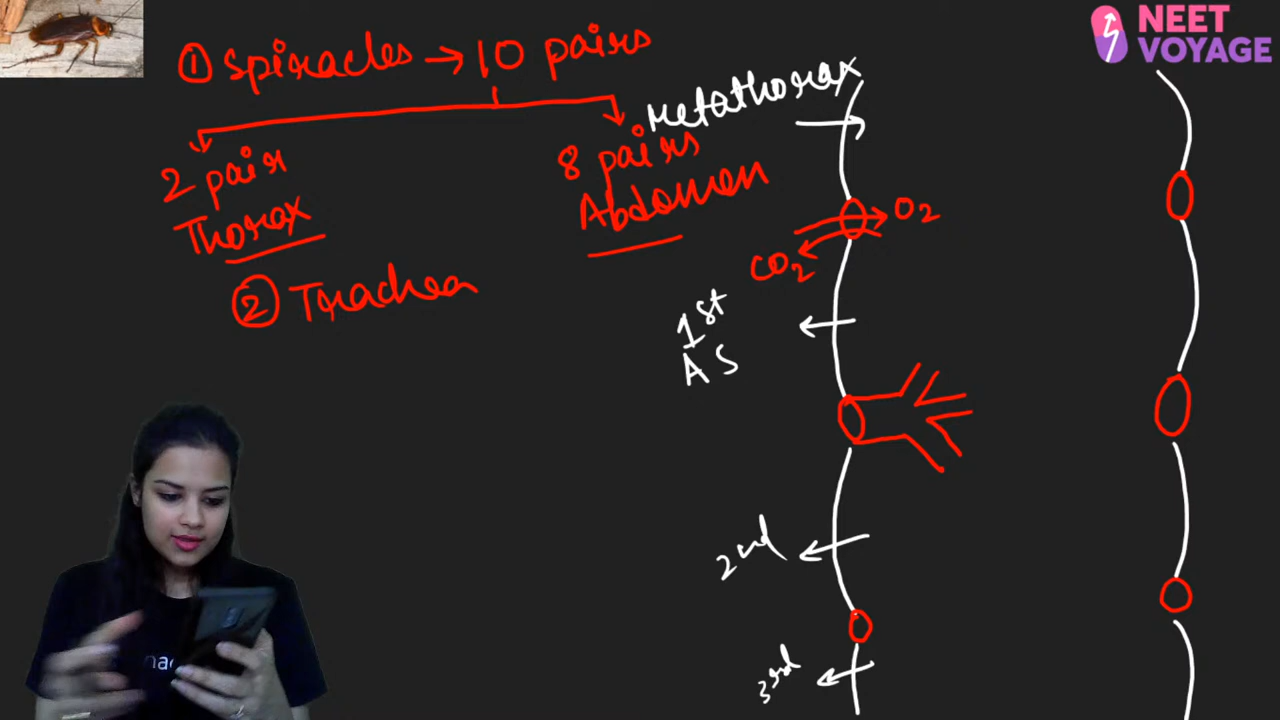 NEET
VOYAGE
① Spiracles → 10 pairs
2 pair
Thorax
8 pairs
Abdomen
② Trachea
Metathorax
O2
CO2
1st
AS
2nd
3rd